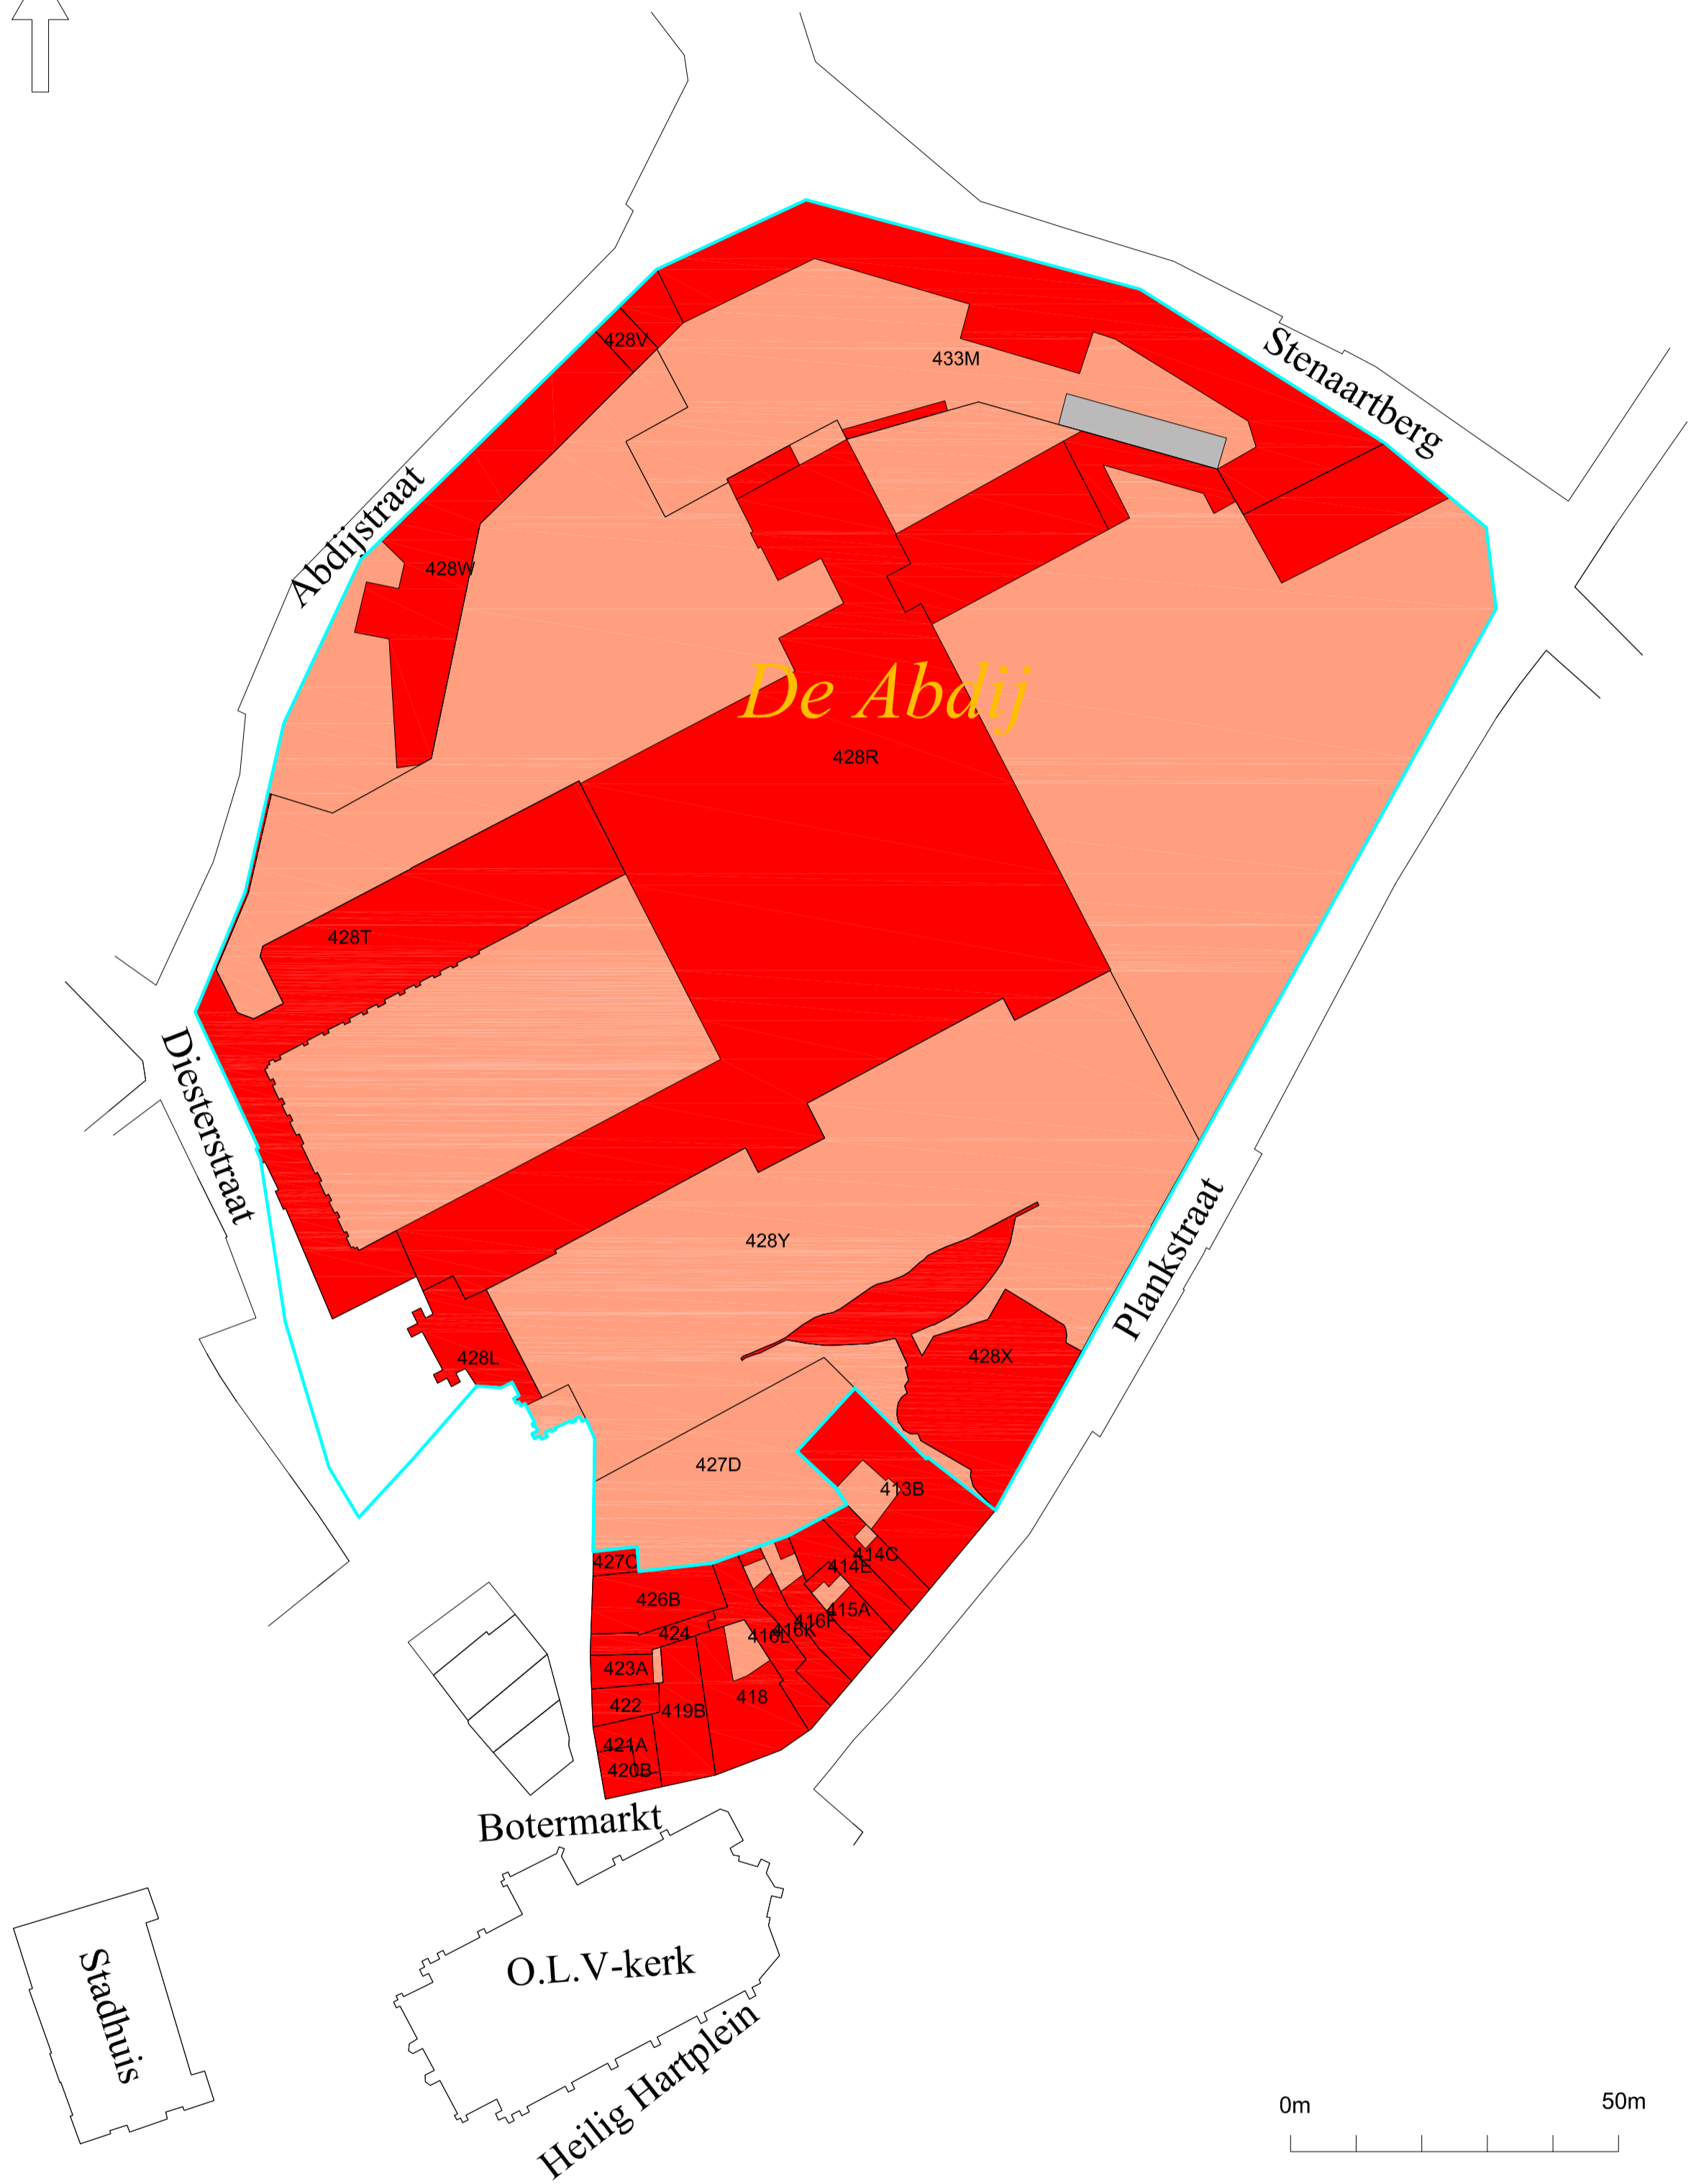 428V
433M
Stenaartberg
Abdijstraat
428W
De Abdij
428R
428T
Diesterstraat
428Y
Plankstraat
428X
428L
427D
413B
414C
427C
414E
426B
415A
416F
424
416L
416K
423A
418
422
419B
421A
420B
Botermarkt
O.L.V-kerk
Stadhuis
Heilig Hartplein
0m
50m